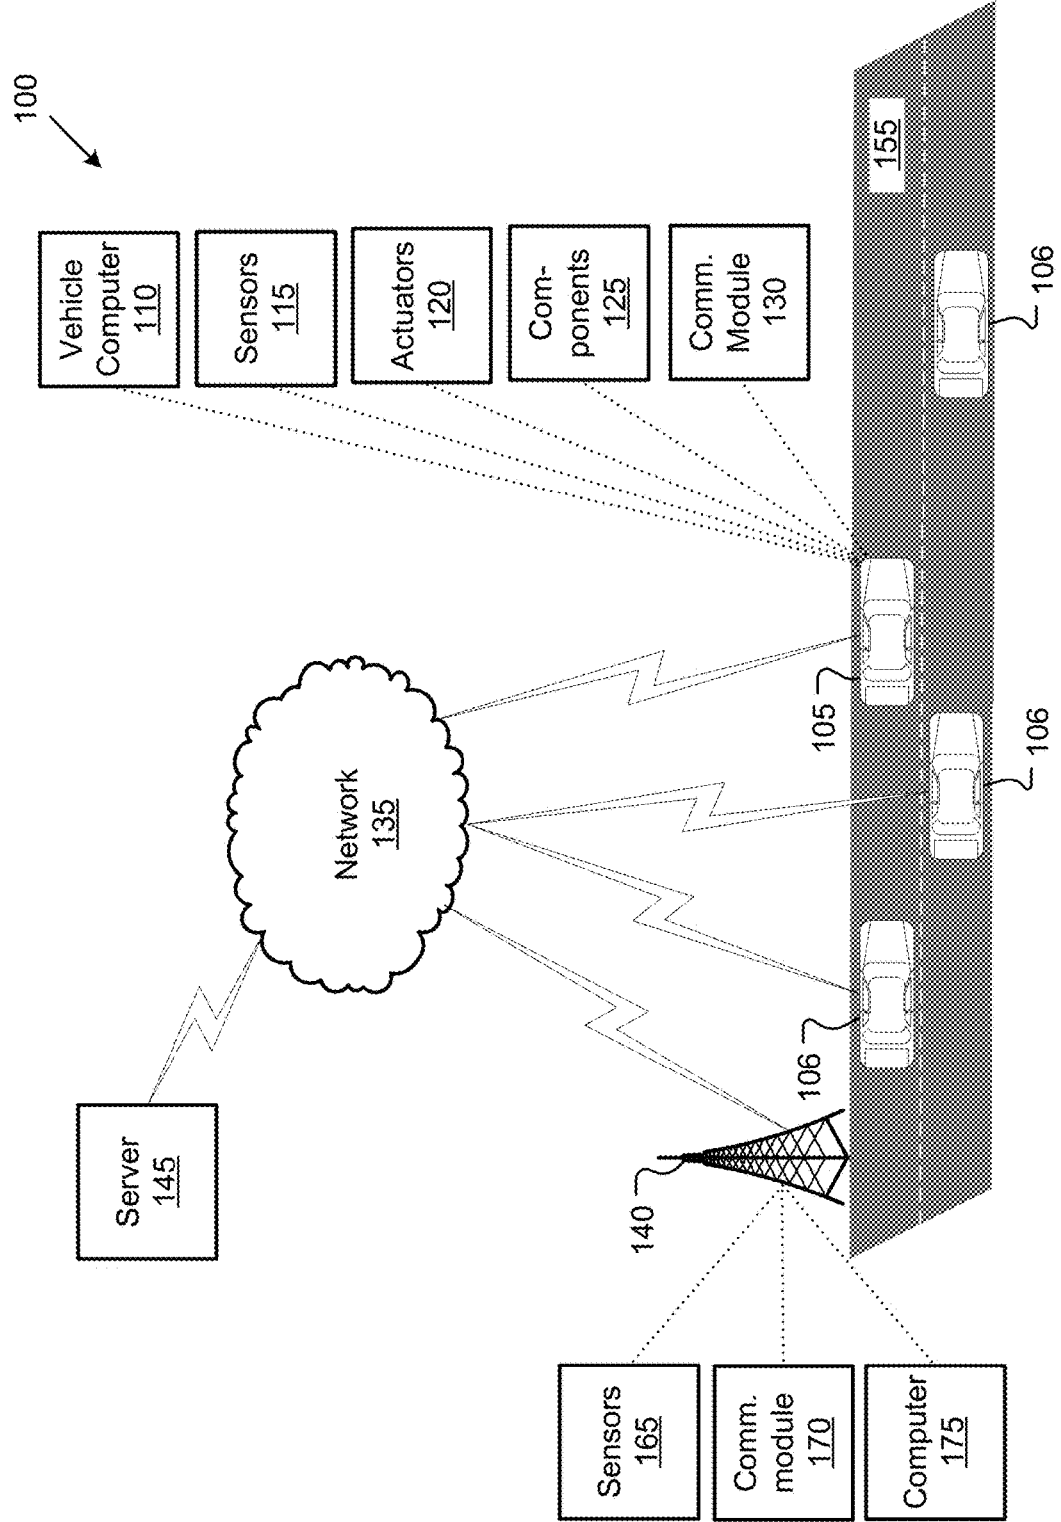 100
Vehicle
Computer
110
Sensors
115
Actuators
120
Com-
ponents
125
Comm.
Module
130
Server
145
Network
135
140
Sensors
165
Comm.
module
170
Computer
175
106
105
155
106
106